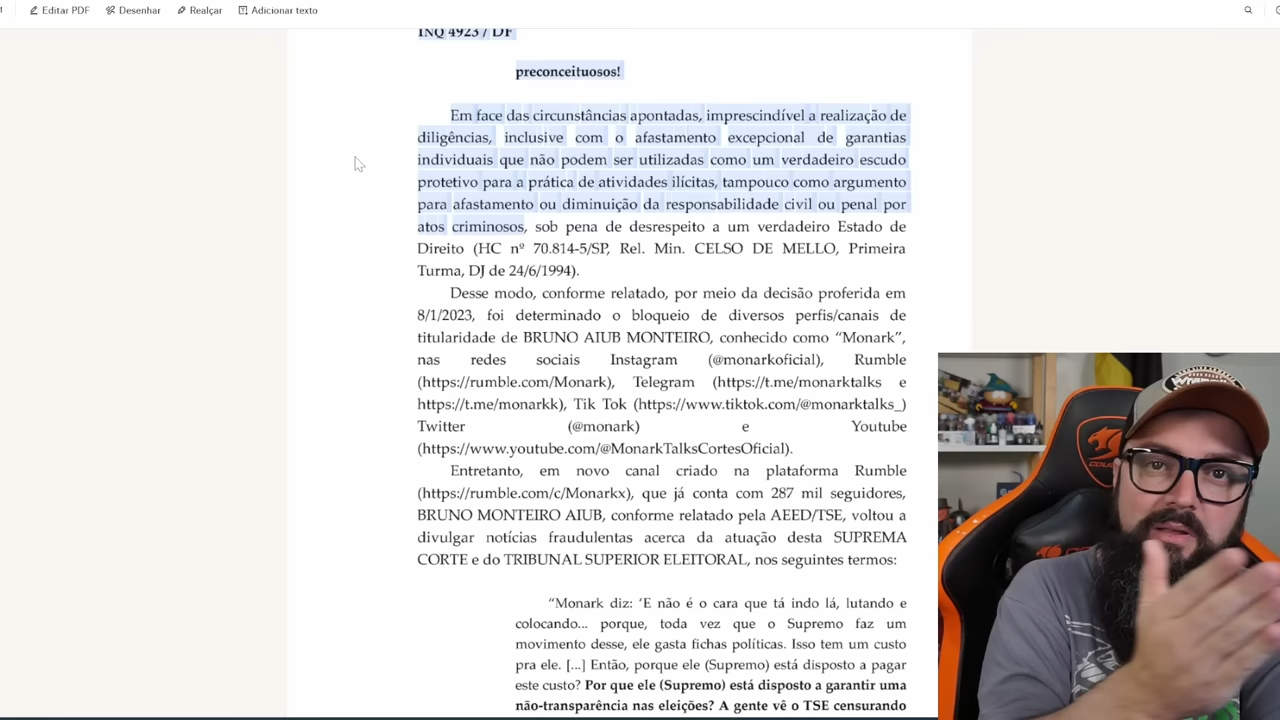 Editar PDF
Desenhar
Realçar
Adicionar texto
INQ 4923 / DF
preconceituosos!
Em face das circunstâncias apontadas, imprescindível a realização de
diligências, inclusive com o afastamento excepcional de garantias
individuais que não podem ser utilizadas como um verdadeiro escudo
protetivo para a prática de atividades ilícitas, tampouco como argumento
para afastamento ou diminuição da responsabilidade civil ou penal por
atos criminosos, sob pena de desrespeito a um verdadeiro Estado de
Direito (HC nº 70.814-5/SP, Rel. Min. CELSO DE MELLO, Primeira
Turma, DJ de 24/6/1994).
Desse modo, conforme relatado, por meio da decisão proferida em
8/1/2023, foi determinado o bloqueio de diversos perfis/canais de
titularidade de BRUNO AIUB MONTEIRO, conhecido como “Monark”,
nas redes sociais Instagram (@monarkoficial), Rumble
(https://rumble.com/Monark), Telegram (https://t.me/monarktalks e
https://t.me/monarkk), Tik Tok (https://www.tiktok.com/@monarktalks_)
Twitter (@monark) e Youtube
(https://www.youtube.com/@MonarkTalksCortesOficial).
Entretanto, em novo canal criado na plataforma Rumble
(https://rumble.com/c/Monarkx), que já conta com 287 mil seguidores,
BRUNO MONTEIRO AIUB, conforme relatado pela AEED/TSE, voltou a
divulgar notícias fraudulentas acerca da atuação desta SUPREMA
CORTE e do TRIBUNAL SUPERIOR ELEITORAL, nos seguintes termos:
“Monark diz: ‘E não é o cara que tá indo lá, lutando e
colocando... porque, toda vez que o Supremo faz um
movimento desse, ele gasta fichas políticas. Isso tem um custo
pra ele. [...] Então, porque ele (Supremo) está disposto a pagar
este custo? Por que ele (Supremo) está disposto a garantir uma
não-transparência nas eleições? A gente vê o TSE censurando